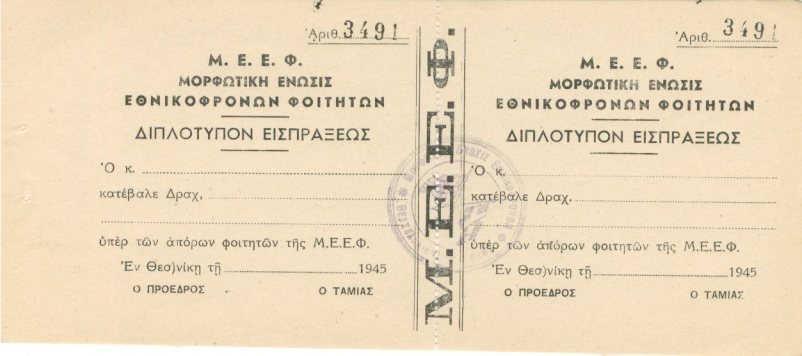 Ἀριθ. 3491
Μ. Ε. Ε. Φ.
ΜΟΡΦΩΤΙΚΗ ΕΝΩΣΙΣ
ΕΘΝΙΚΟΦΡΟΝΩΝ ΦΟΙΤΗΤΩΝ
ΔΙΠΛΟΤΥΠΟΝ ΕΙΣΠΡΑΞΕΩΣ
Ὁ κ.
κατέβαλε Δραχ.
ὑπὲρ τῶν ἀπόρων φοιτητῶν τῆς Μ.Ε.Ε.Φ.
Ἐν Θεσ)νίκῃ τῇ 1945
Ο ΠΡΟΕΔΡΟΣ Ο ΤΑΜΙΑΣ
Μ. Ε. Ε. Φ.
Ἀριθ. 3491
Μ. Ε. Ε. Φ.
ΜΟΡΦΩΤΙΚΗ ΕΝΩΣΙΣ
ΕΘΝΙΚΟΦΡΟΝΩΝ ΦΟΙΤΗΤΩΝ
ΔΙΠΛΟΤΥΠΟΝ ΕΙΣΠΡΑΞΕΩΣ
Ὁ κ.
κατέβαλε Δραχ.
ὑπὲρ τῶν ἀπόρων φοιτητῶν τῆς Μ.Ε.Ε.Φ.
Ἐν Θεσ)νίκῃ τῇ 1945
Ο ΠΡΟΕΔΡΟΣ Ο ΤΑΜΙΑΣ